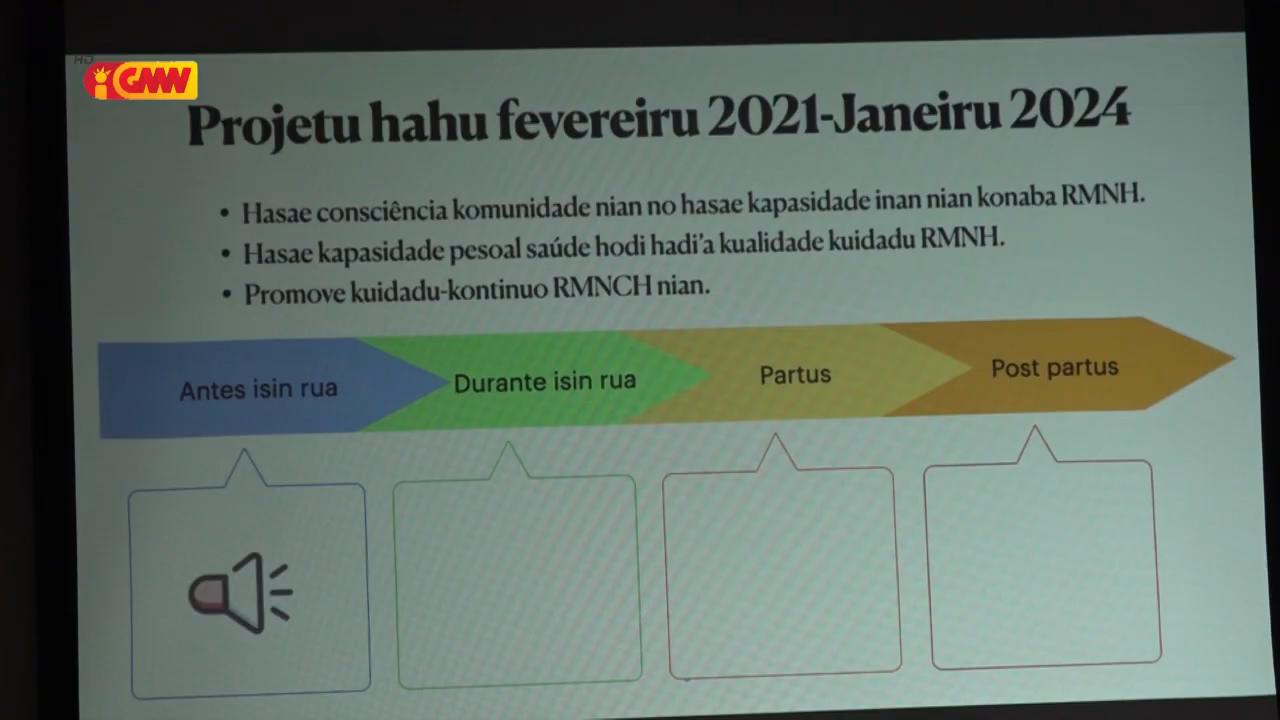 HD
GMN
Projetu hahu fevereiru 2021-Janeiru 2024
• Hasae consciência komunidade nian no hasae kapasidade inan nian konaba RMNH.
• Hasae kapasidade pesoal saúde hodi hadi'a kualidade kuidadu RMNH.
• Promove kuidadu-kontinuo RMNCH nian.
Antes isin rua
Durante isin rua
Partus
Post partus